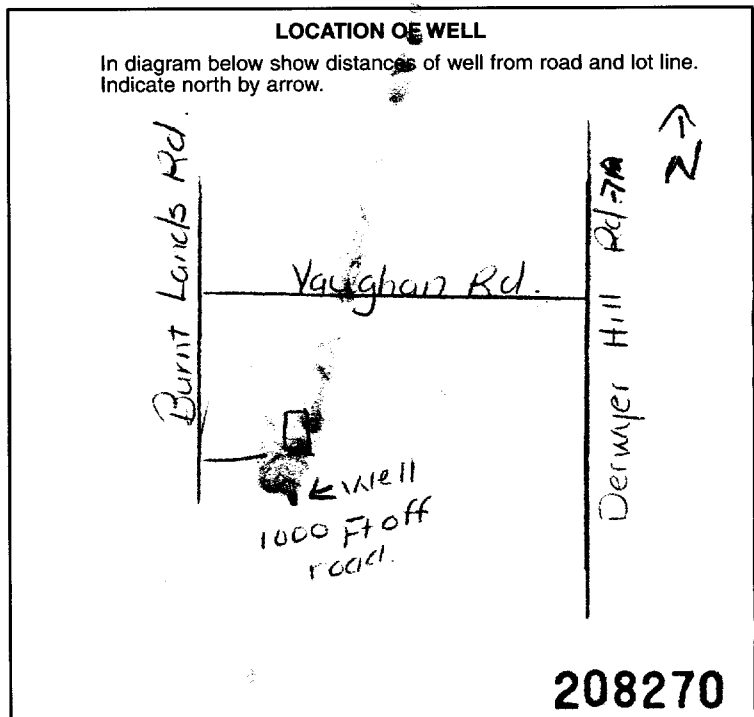 LOCATION OF WELL
In diagram below show distances of well from road and lot line.
Indicate north by arrow.
Burnt Lands Rd.
Vaughan Rd.
Hill Rd.
N
← Well
1000 Ft off
road.
208270